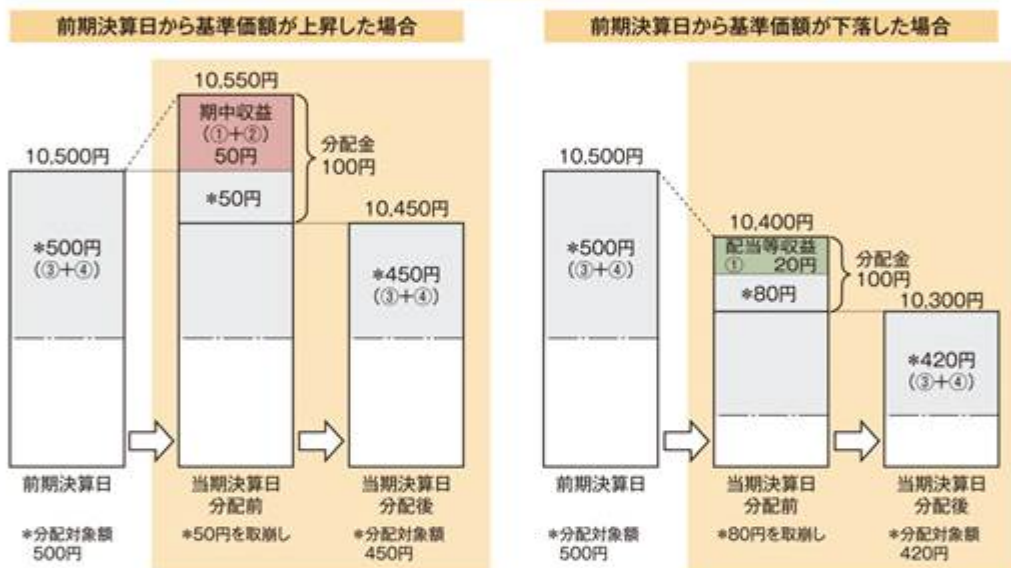 前期決算日から基準価額が上昇した場合
10,550円
期中収益
(①+②)
50円
分配金
100円
10,500円
*50円
10,450円
*500円
(③+④)
*450円
(③+④)
前期決算日
当期決算日
分配前
当期決算日
分配後
*分配対象額
500円
*50円を取崩し
*分配対象額
450円
前期決算日から基準価額が下落した場合
10,500円
10,400円
配当等収益
① 20円
分配金
100円
*500円
(③+④)
*80円
10,300円
*420円
(③+④)
前期決算日
当期決算日
分配前
当期決算日
分配後
*分配対象額
500円
*80円を取崩し
*分配対象額
420円